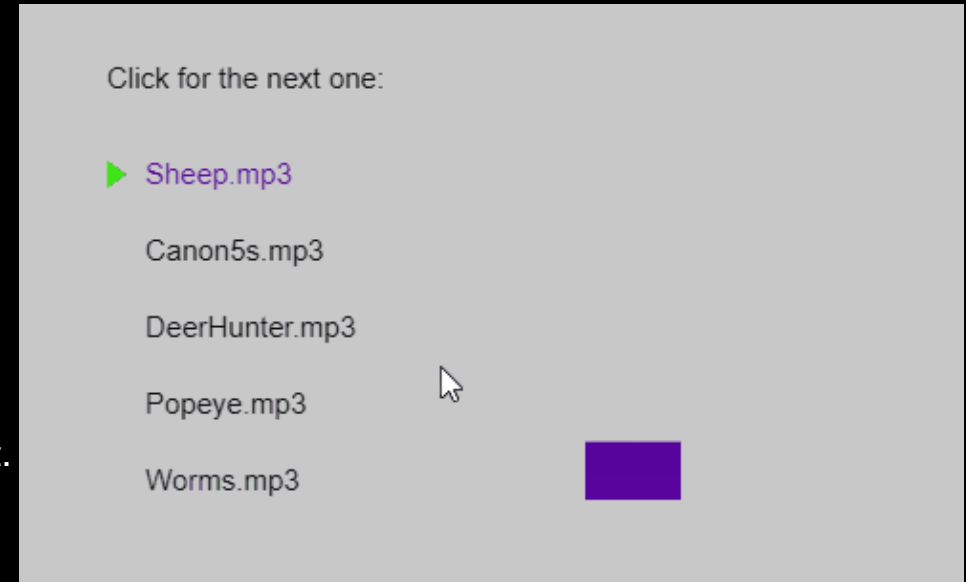 Click for the next one:
Sheep.mp3
Canon5s.mp3
DeerHunter.mp3
Popeye.mp3
Worms.mp3